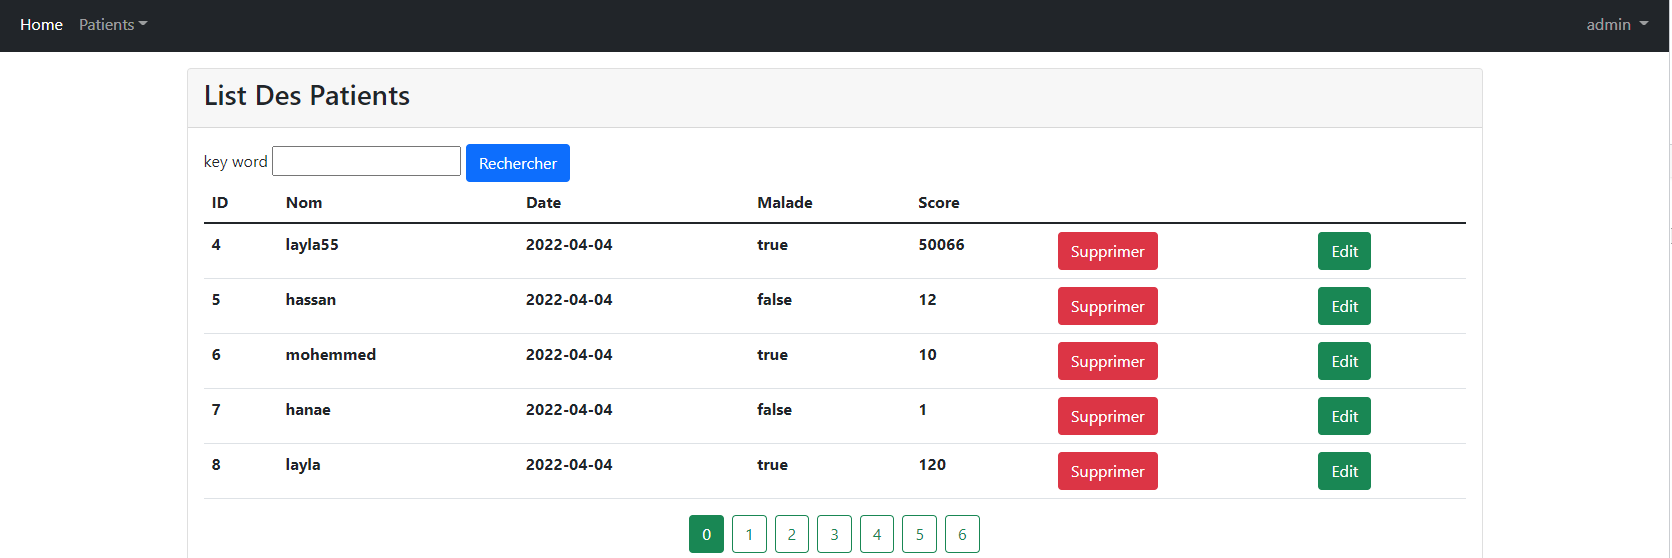 Home Patients admin
List Des Patients
key word Rechercher
ID Nom Date Malade Score
4 layla55 2022-04-04 true 50066 Supprimer Edit
5 hassan 2022-04-04 false 12 Supprimer Edit
6 mohemmed 2022-04-04 true 10 Supprimer Edit
7 hanae 2022-04-04 false 1 Supprimer Edit
8 layla 2022-04-04 true 120 Supprimer Edit
0 1 2 3 4 5 6